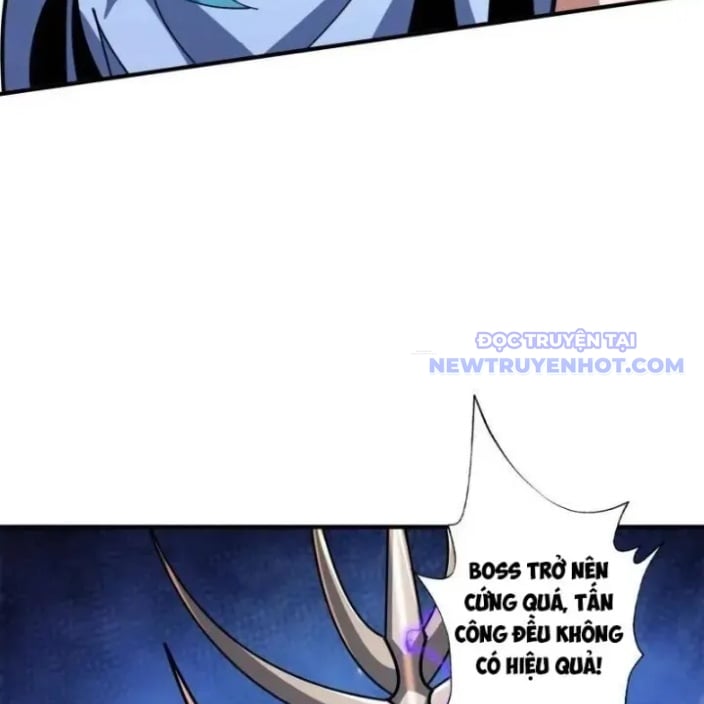 ĐỌC TRUYỆN TẠI
NEWTRUYENHOT.COM
BOSS TRỞ NÊN
CỨNG QUÁ, TẤN
CÔNG ĐỀU KHÔNG
CÓ HIỆU QUẢ!